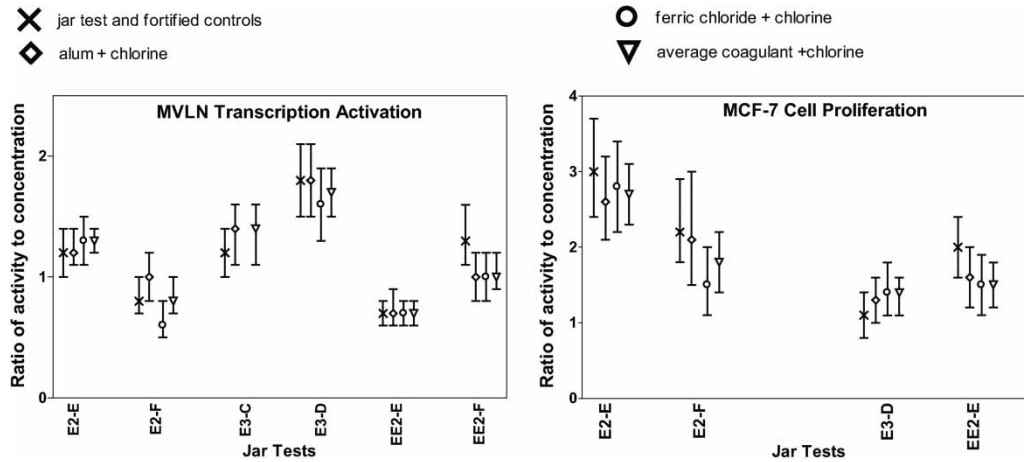 jar test and fortified controls
alum + chlorine
ferric chloride + chlorine
average coagulant +chlorine
MVLN Transcription Activation
Ratio of activity to concentration
2
1
0
E2-E
E2-F
E3-C
E3-D
EE2-E
EE2-F
Jar Tests
MCF-7 Cell Proliferation
Ratio of activity to concentration
4
3
2
1
0
E2-E
E2-F
E3-D
EE2-E
Jar Tests